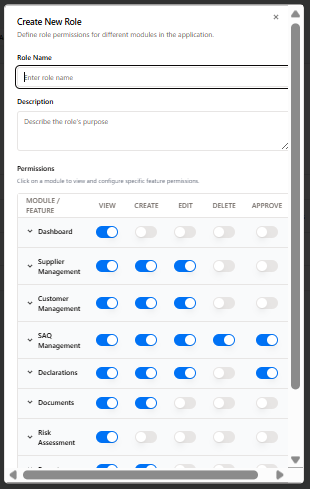 Create New Role
×
Define role permissions for different modules in the application.
Role Name
Enter role name
Description
Describe the role's purpose
Permissions
Click on a module to view and configure specific feature permissions.
MODULE /
FEATURE
VIEW CREATE EDIT DELETE APPROVE
Dashboard
Supplier
Management
Customer
Management
SAQ
Management
Declarations
Documents
Risk
Assessment